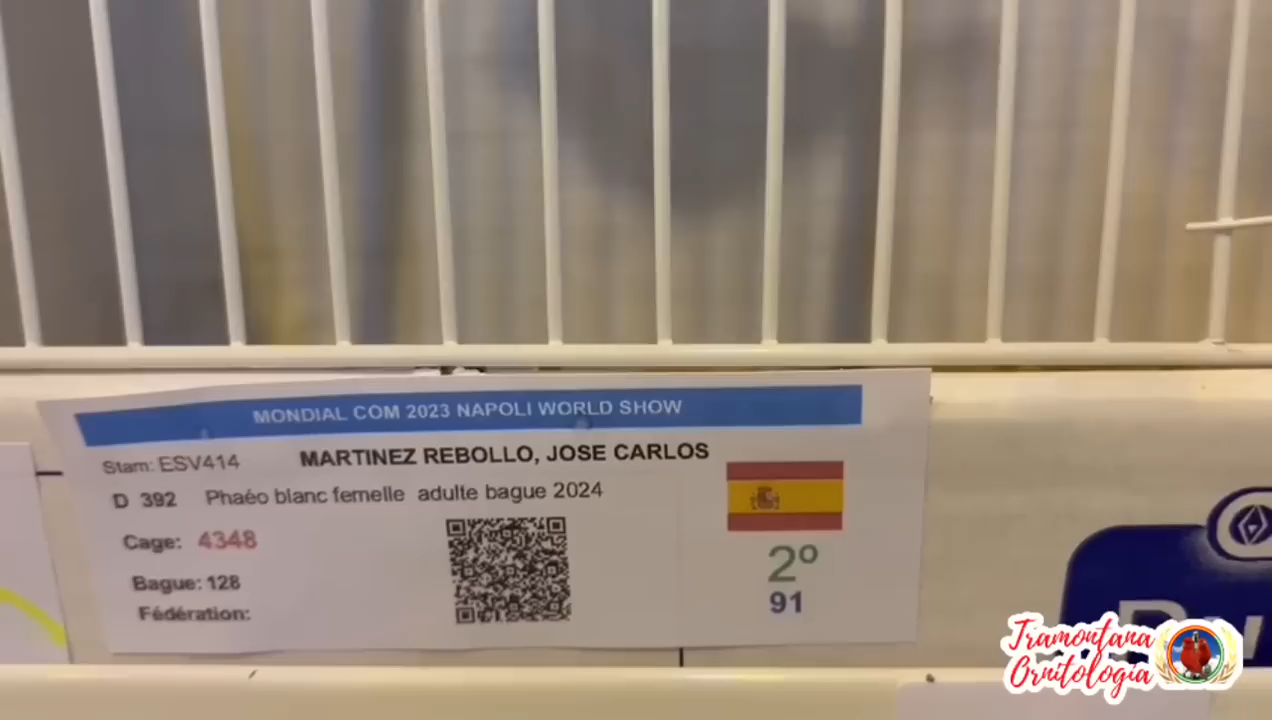 MONDIAL COM 2023 NAPOLI WORLD SHOW
Stam: ESV414 MARTINEZ REBOLLO, JOSE CARLOS
D 392 Phaéo blanc femelle adulte bague 2024
Cage: 4348
Bague: 128
Fédération:
2º
91
Tramontana
Ornitología